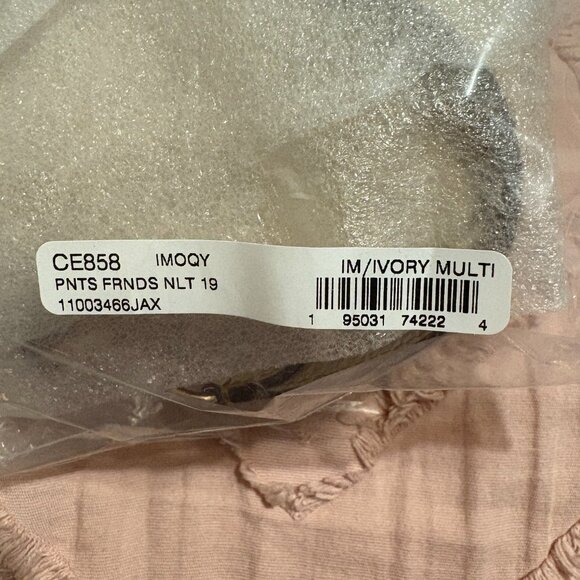 CE858 IMOQY
PNTS FRNDS NLT 19
11003466JAX
IM/IVORY MULTI
1 95031 74222 4